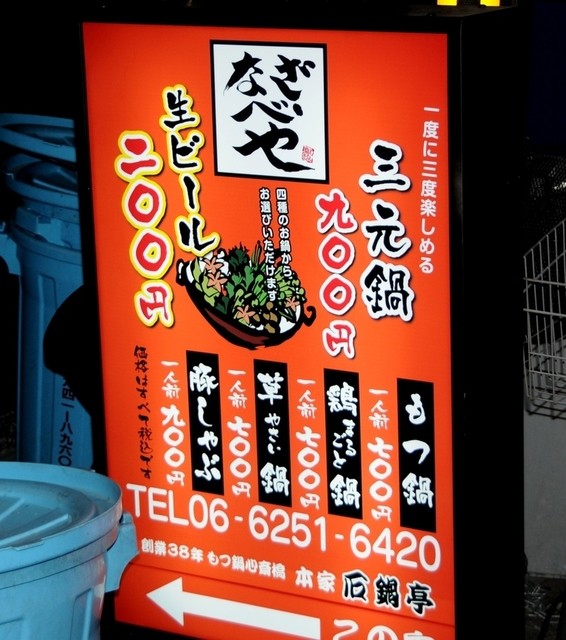 ざ・なべや
一度に三度楽しめる
三元鍋
九〇〇円
四種のお鍋から、
お選びいただけます
生ビール
二〇〇円
もつ鍋
一人前 七〇〇円
鶏まるごと鍋
一人前 七〇〇円
草やさい鍋
一人前 七〇〇円
豚しゃぶ
一人前 九〇〇円
価格はすべて税込です
TEL06-6251-6420
創業38年 もつ鍋心斎橋 本家 石鍋亭